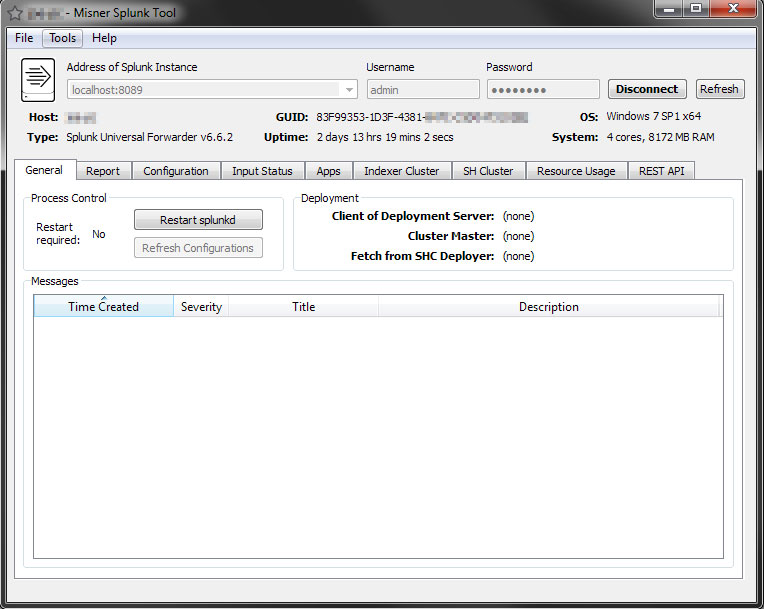 - Misner Splunk Tool
File Tools Help
Address of Splunk Instance Username Password
localhost:8089 admin ●●●●●●●● Disconnect Refresh
Host: GUID: 83F99353-1D3F-4381- OS: Windows 7 SP1 x64
Type: Splunk Universal Forwarder v6.6.2 Uptime: 2 days 13 hrs 19 mins 2 secs System: 4 cores, 8172 MB RAM
General Report Configuration Input Status Apps Indexer Cluster SH Cluster Resource Usage REST API
Process Control
Restart required: No
Restart splunkd
Refresh Configurations
Deployment
Client of Deployment Server: (none)
Cluster Master: (none)
Fetch from SHC Deployer: (none)
Messages
Time Created Severity Title Description